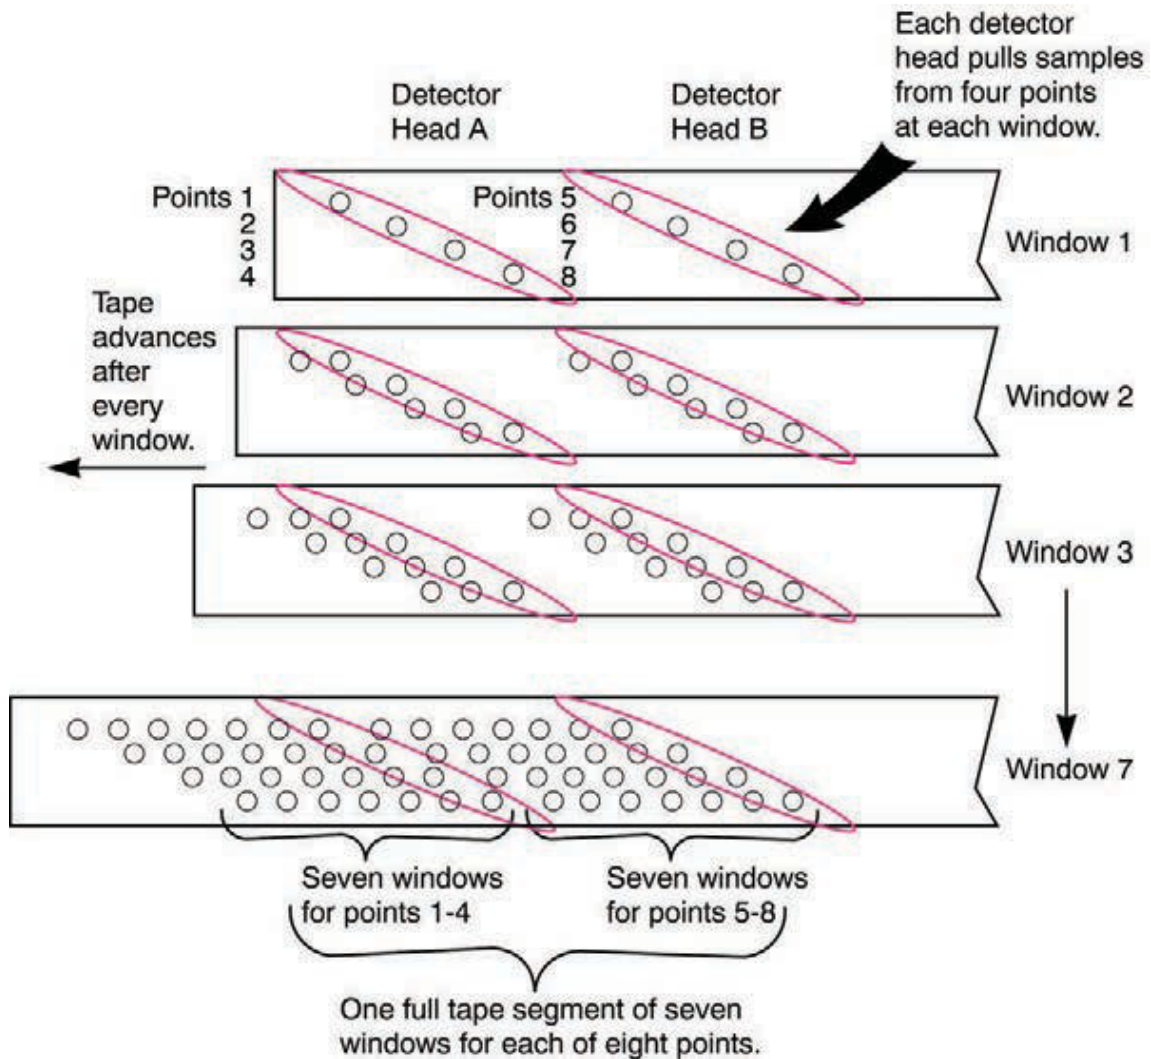 Each detector
head pulls samples
from four points
at each window.
Detector
Head A
Detector
Head B
Points 1
2
3
4
Points 5
6
7
8
Window 1
Tape
advances
after
every
window.
Window 2
Window 3
Window 7
Seven windows
for points 1-4
Seven windows
for points 5-8
One full tape segment of seven
windows for each of eight points.